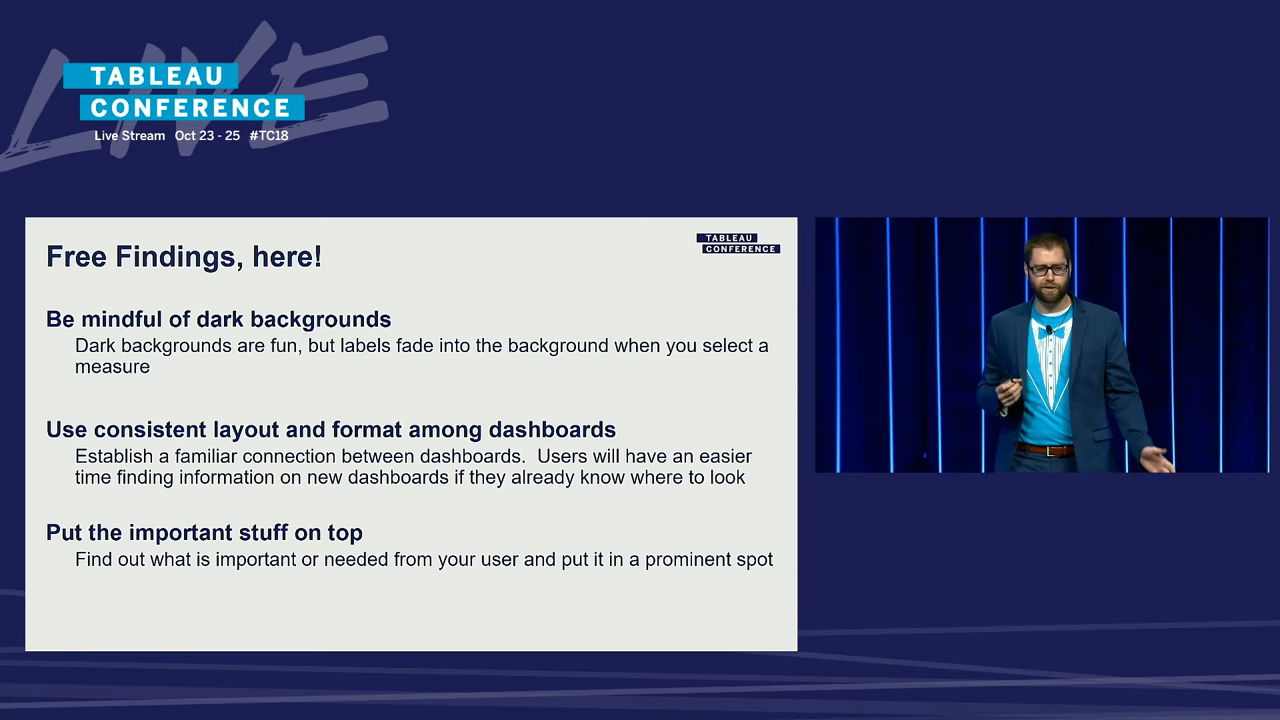 LIVE
TABLEAU
CONFERENCE
Live Stream Oct 23 - 25 #TC18
TABLEAU
CONFERENCE
Free Findings, here!
Be mindful of dark backgrounds
Dark backgrounds are fun, but labels fade into the background when you select a
measure
Use consistent layout and format among dashboards
Establish a familiar connection between dashboards.  Users will have an easier
time finding information on new dashboards if they already know where to look
Put the important stuff on top
Find out what is important or needed from your user and put it in a prominent spot